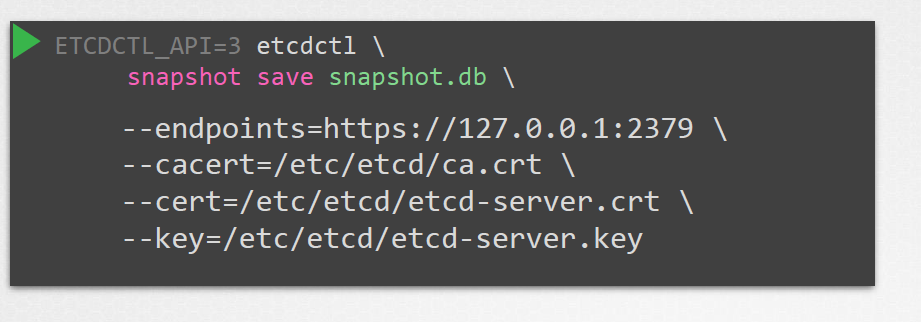 ETCDCTL_API=3 etcdctl \
snapshot save snapshot.db \
--endpoints=https://127.0.0.1:2379 \
--cacert=/etc/etcd/ca.crt \
--cert=/etc/etcd/etcd-server.crt \
--key=/etc/etcd/etcd-server.key